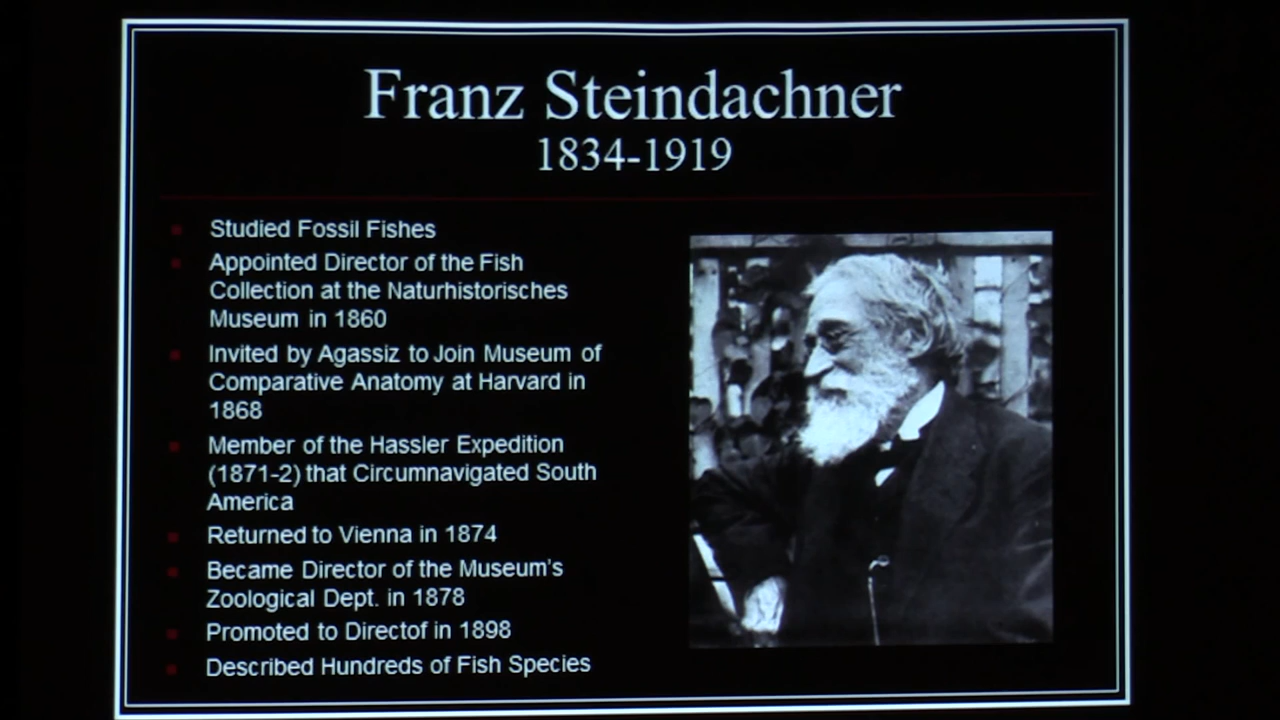 Franz Steindachner
1834-1919
Studied Fossil Fishes
Appointed Director of the Fish
Collection at the Naturhistorisches
Museum in 1860
Invited by Agassiz to Join Museum of
Comparative Anatomy at Harvard in
1868
Member of the Hassler Expedition
(1871-2) that Circumnavigated South
America
Returned to Vienna in 1874
Became Director of the Museum's
Zoological Dept. in 1878
Promoted to Directof in 1898
Described Hundreds of Fish Species